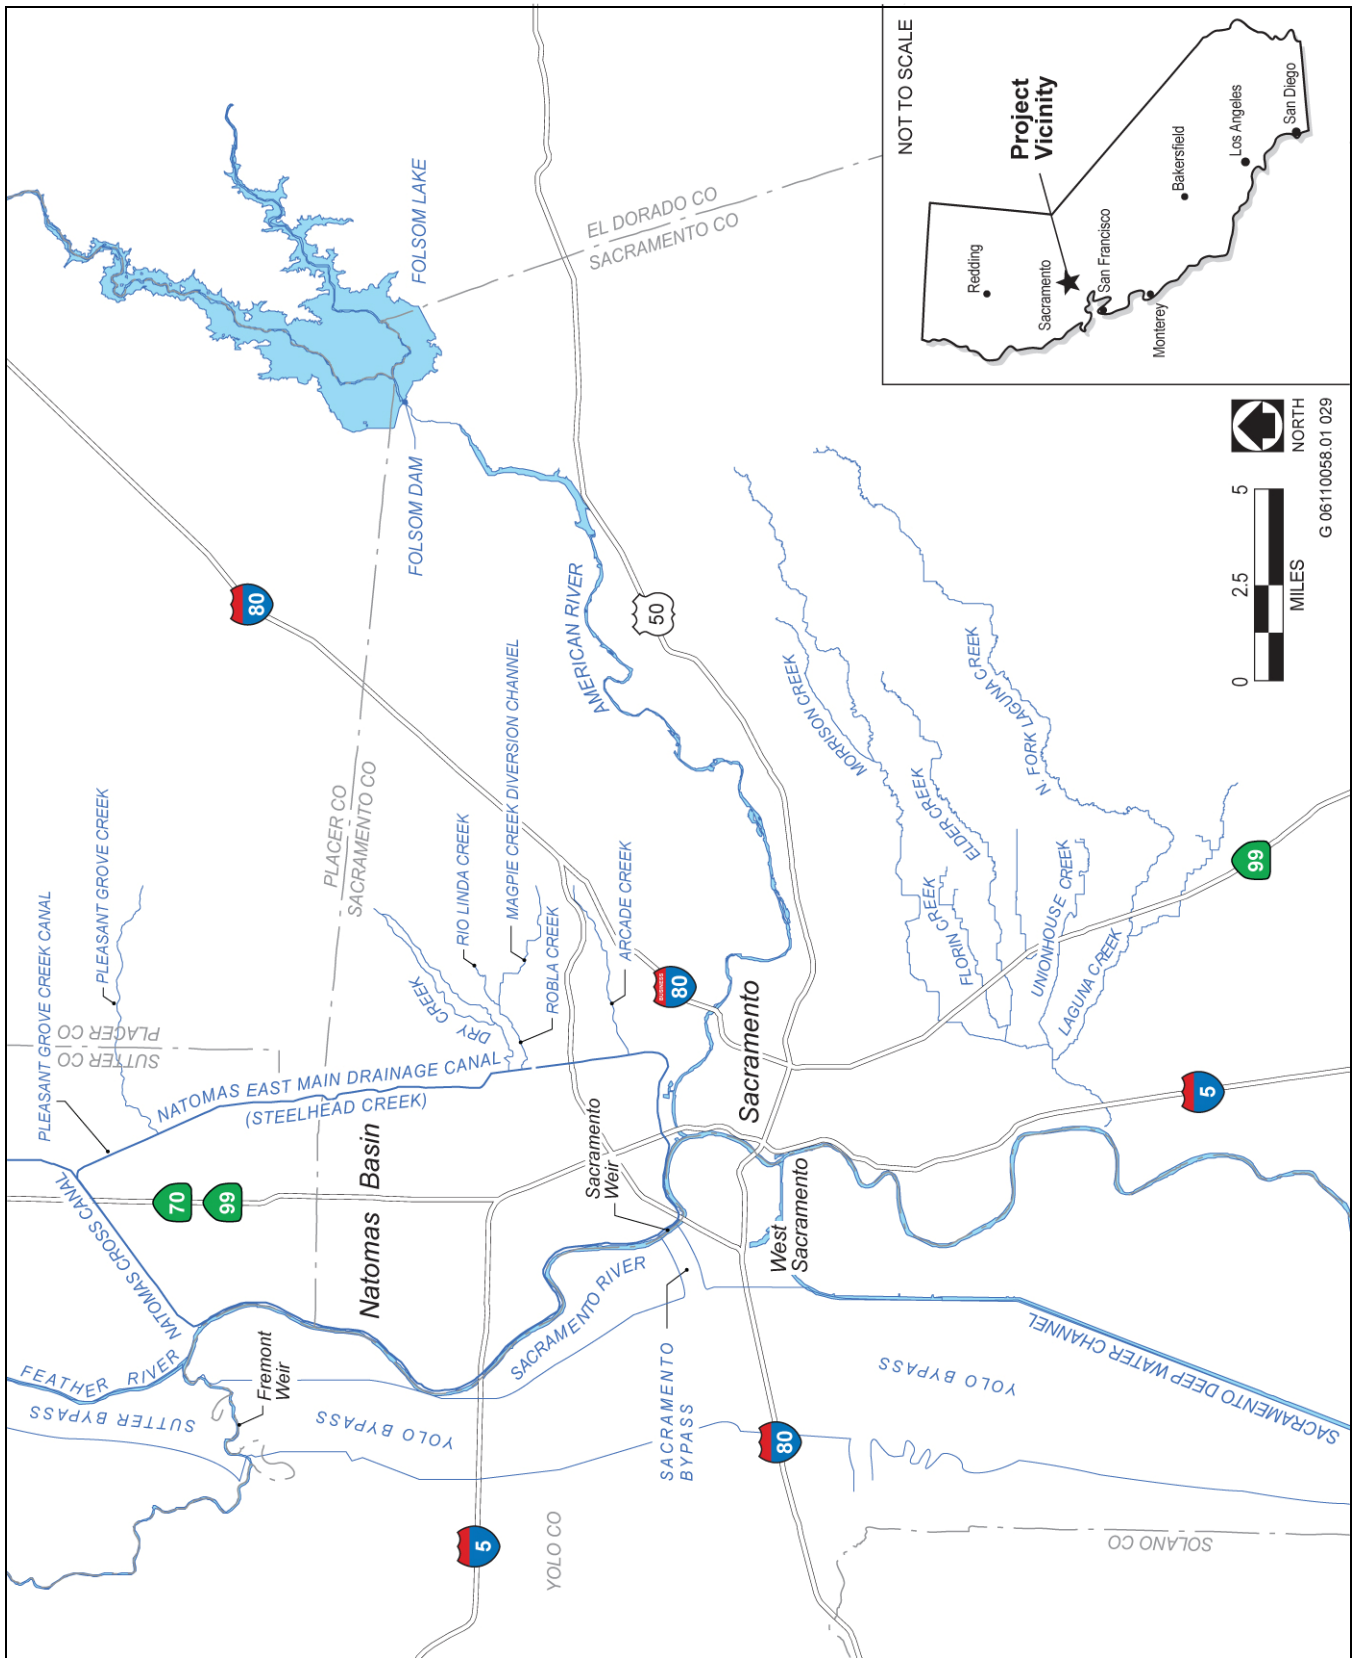 PLEASANT GROVE CREEK CANAL
PLEASANT GROVE CREEK
SUTTER CO
PLACER CO
PLACER CO
SACRAMENTO CO
80
FOLSOM LAKE
FOLSOM DAM
EL DORADO CO
SACRAMENTO CO
AMERICAN RIVER
50
NATOMAS CROSS CANAL
70
99
NATOMAS EAST MAIN DRAINAGE CANAL
(STEELHEAD CREEK)
DRY CREEK
RIO LINDA CREEK
MAGPIE CREEK DIVERSION CHANNEL
ROBLA CREEK
ARCADE CREEK
BUSINESS
80
Natomas Basin
Sacramento
Weir
Sacramento
West
Sacramento
FEATHER RIVER
SUTTER BYPASS
Fremont
Weir
YOLO BYPASS
SACRAMENTO RIVER
SACRAMENTO
BYPASS
5
YOLO CO
80
YOLO BYPASS
SACRAMENTO DEEP WATER CHANNEL
SOLANO CO
5
99
MORRISON CREEK
ELDER CREEK
FLORIN CREEK
UNIONHOUSE CREEK
LAGUNA CREEK
N. FORK LAGUNA CREEK
NOT TO SCALE
Project
Vicinity
Redding
Sacramento
San Francisco
Monterey
Bakersfield
Los Angeles
San Diego
0
2.5
5
MILES
NORTH
G 06110058.01 029